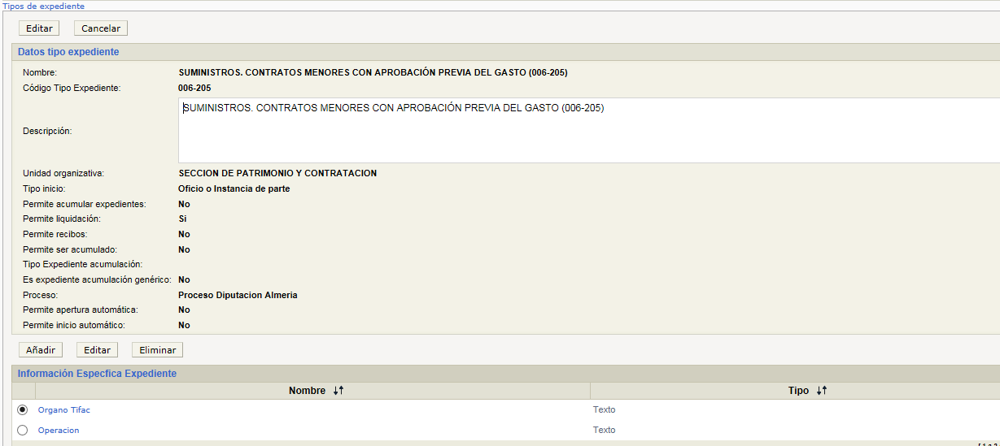 Tipos de expediente
Editar Cancelar
Datos tipo expediente
Nombre: SUMINISTROS. CONTRATOS MENORES CON APROBACIÓN PREVIA DEL GASTO (006-205)
Código Tipo Expediente: 006-205
Descripción: SUMINISTROS. CONTRATOS MENORES CON APROBACIÓN PREVIA DEL GASTO (006-205)
Unidad organizativa: SECCION DE PATRIMONIO Y CONTRATACION
Tipo inicio: Oficio o Instancia de parte
Permite acumular expedientes: No
Permite liquidación: Si
Permite recibos: No
Permite ser acumulado: No
Tipo Expediente acumulación:
Es expediente acumulación genérico: No
Proceso: Proceso Diputacion Almeria
Permite apertura automática: No
Permite inicio automático: No
Añadir Editar Eliminar
Información Especfica Expediente
Nombre Tipo
Organo Tifac Texto
Operacion Texto